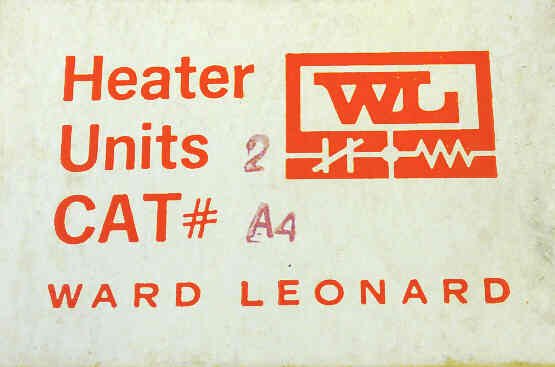 Heater
WL
Units 2
CAT# A4
WARD LEONARD